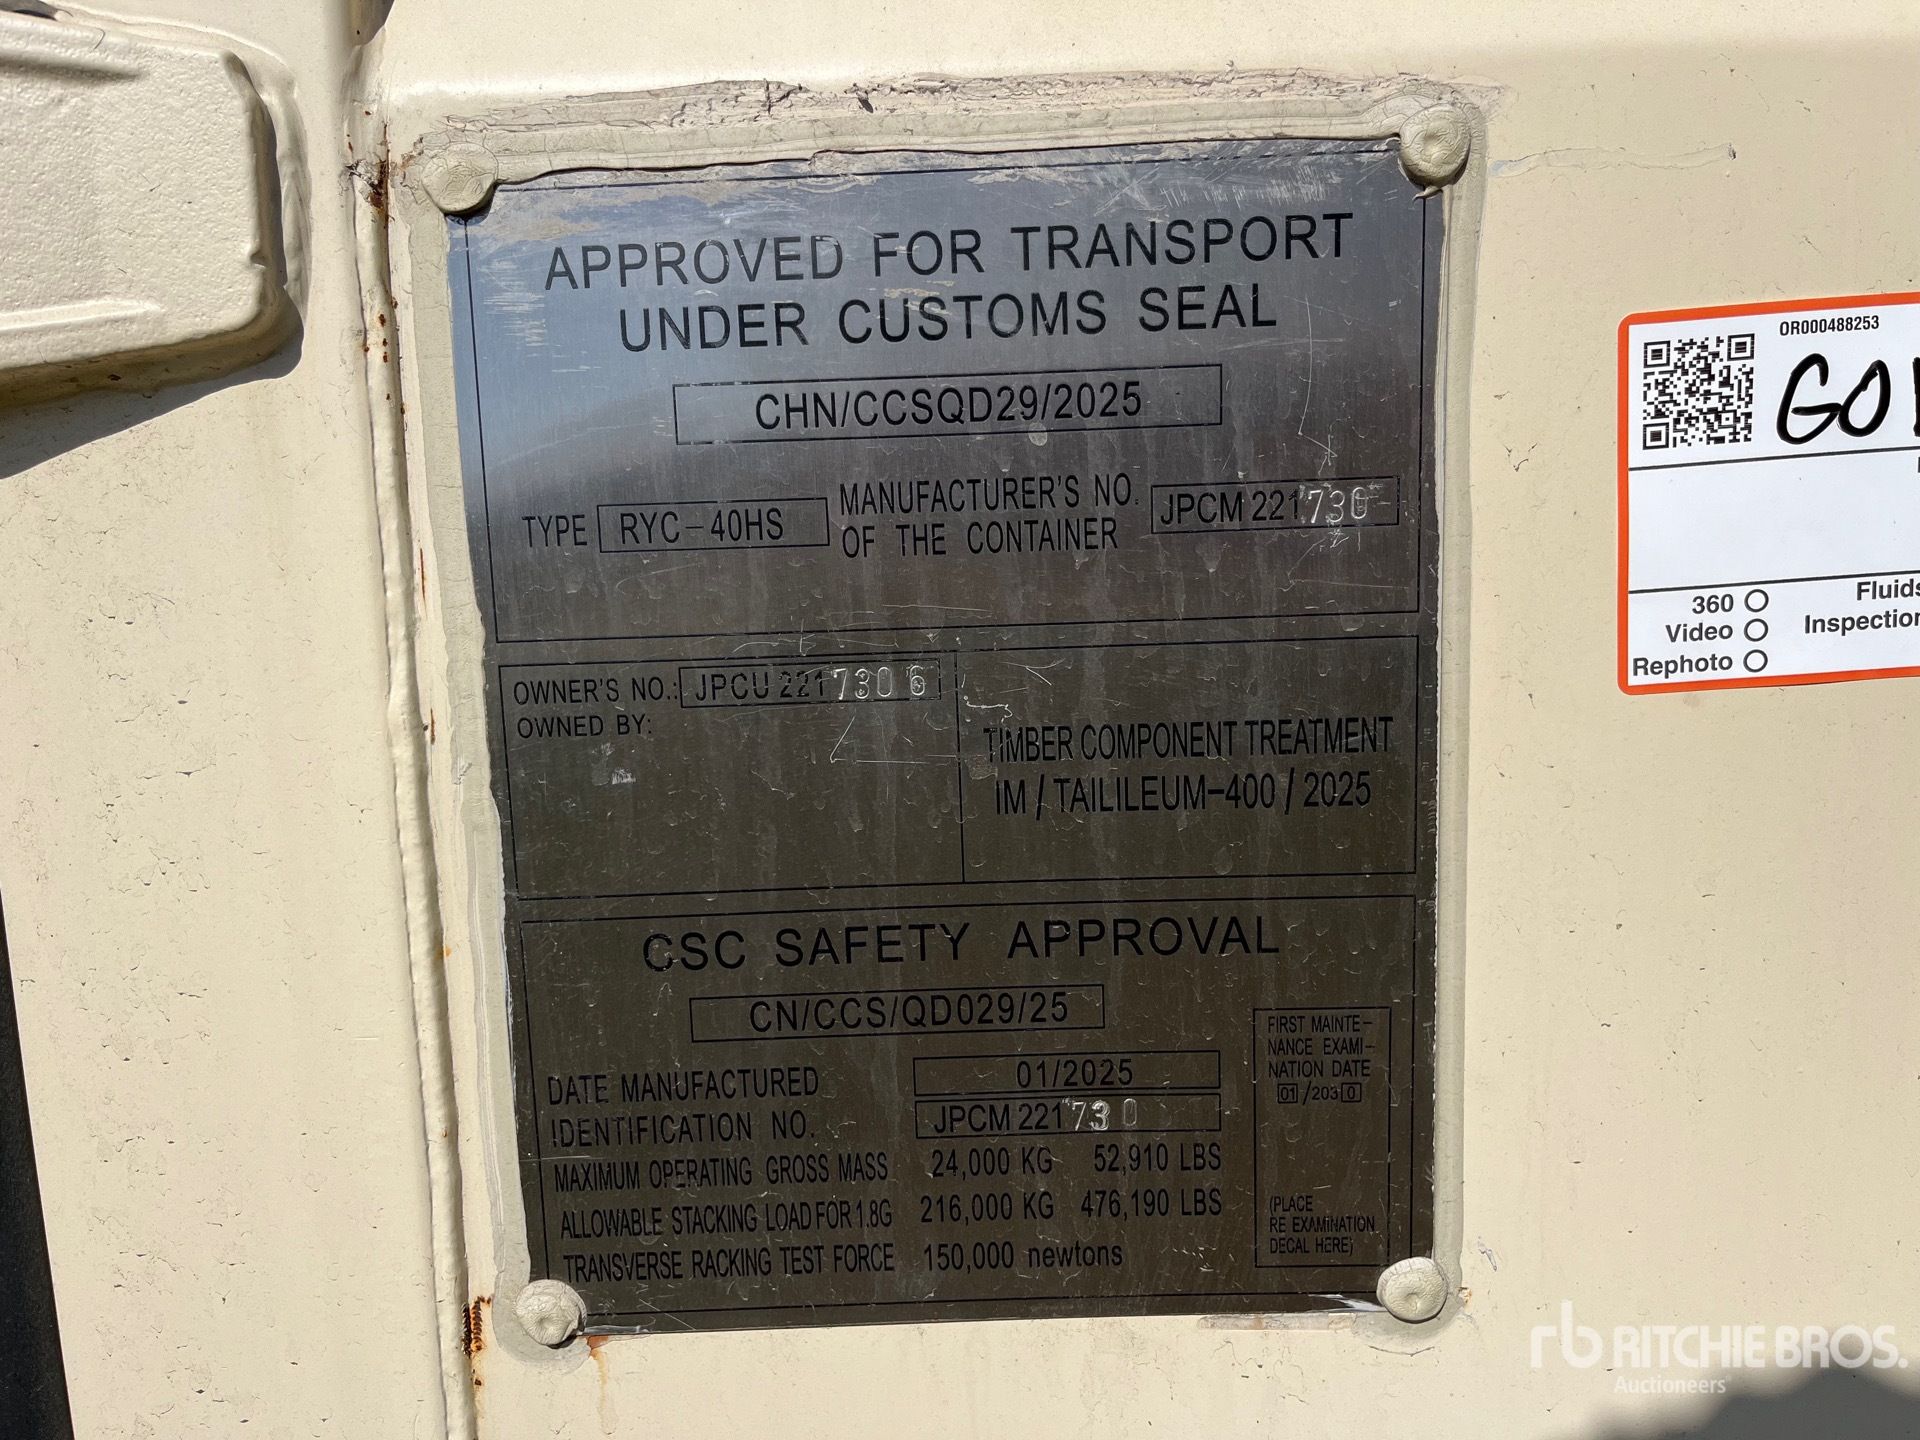 APPROVED FOR TRANSPORT
UNDER CUSTOMS SEAL
CHN/CCSQD29/2025
TYPE RYC-40HS MANUFACTURER'S NO. OF THE CONTAINER JPCM 221730
OWNER'S NO.: JPCU 221730 6
OWNED BY:
TIMBER COMPONENT TREATMENT
IM / TAILILEUM-400 / 2025
CSC SAFETY APPROVAL
CN/CCS/QD029/25
DATE MANUFACTURED 01/2025
IDENTIFICATION NO. JPCM 221730
MAXIMUM OPERATING GROSS MASS 24,000 KG 52,910 LBS
ALLOWABLE STACKING LOAD FOR 1.8G 216,000 KG 476,190 LBS
TRANSVERSE RACKING TEST FORCE 150,000 newtons
FIRST MAINTE-
NANCE EXAMI-
NATION DATE
01/2030
(PLACE
RE EXAMINATION
DECAL HERE)
OR000488253
GO
360
Video
Rephoto
Fluids
Inspection
rb RITCHIE BROS.
Auctioneers